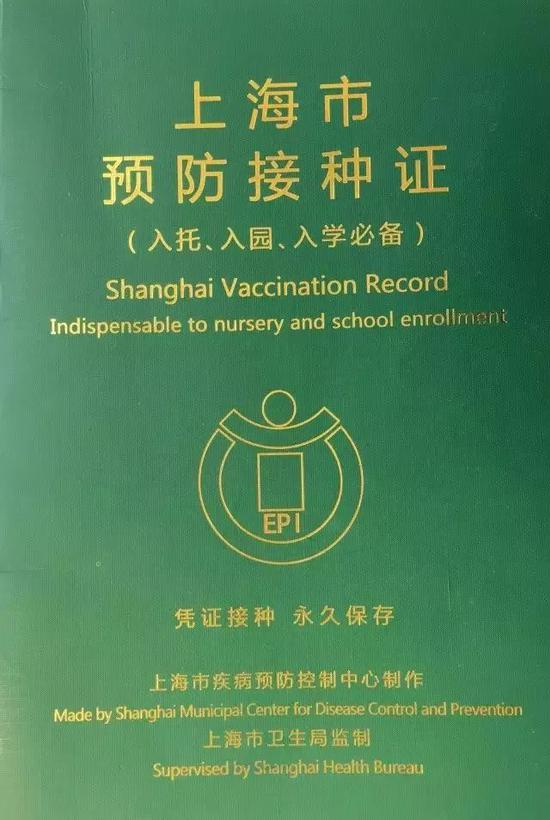 上海市
预防接种证
（入托、入园、入学必备）
Shanghai Vaccination Record
Indispensable to nursery and school enrollment
EPI
凭证接种 永久保存
上海市疾病预防控制中心制作
Made by Shanghai Municipal Center for Disease Control and Prevention
上海市卫生局监制
Supervised by Shanghai Health Bureau